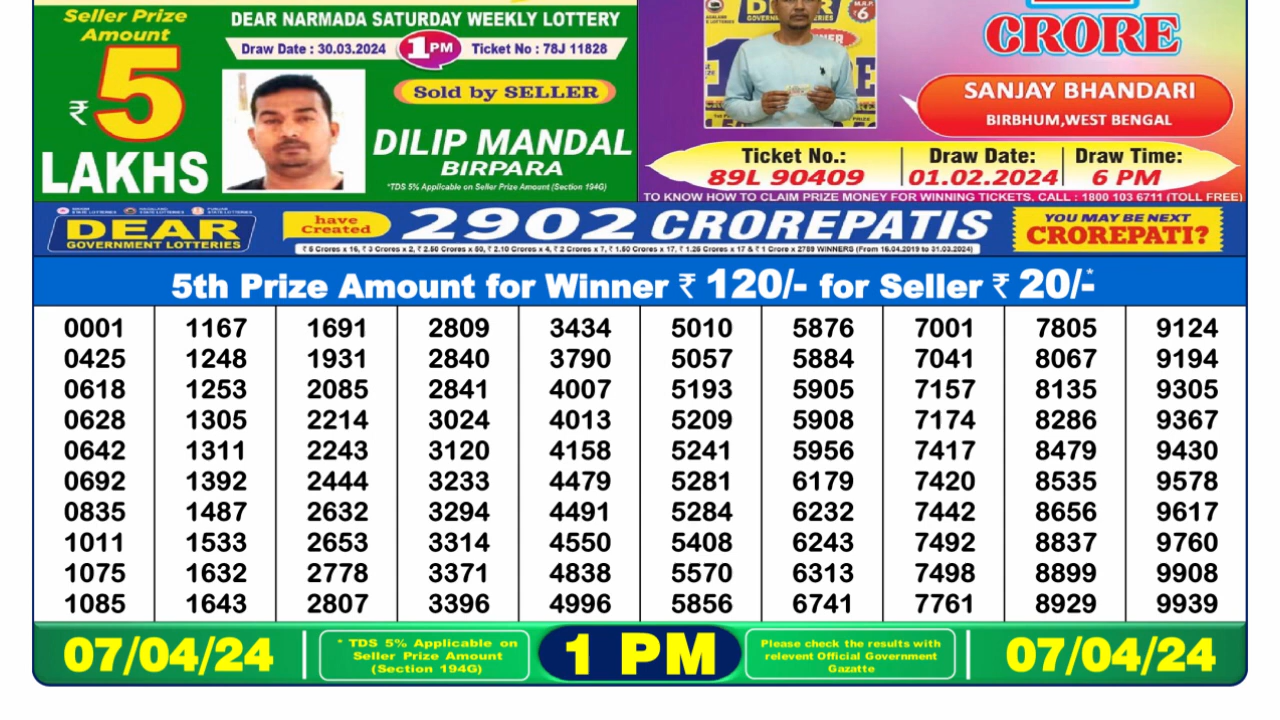 Seller Prize
Amount
₹ 5
LAKHS
DEAR NARMADA SATURDAY WEEKLY LOTTERY
Draw Date : 30.03.2024 1PM Ticket No : 78J 11828
Sold by SELLER
DILIP MANDAL
BIRPARA
*TDS 5% Applicable on Seller Prize Amount (Section 194G)
DEAR
GOVERNMENT LOTTERIES
M.R.P.
₹6
CRORE
SANJAY BHANDARI
BIRBHUM,WEST BENGAL
Ticket No.: Draw Date: Draw Time:
89L 90409 01.02.2024 6 PM
TO KNOW HOW TO CLAIM PRIZE MONEY FOR WINNING TICKETS, CALL : 1800 103 6711 (TOLL FREE)
DEAR
GOVERNMENT LOTTERIES
have
Created
2902 CROREPATIS
₹ 5 Crores x 16, ₹ 3 Crores x 2, ₹ 2.50 Crores x 50, ₹ 2.10 Crores x 4, ₹ 2 Crores x 7, ₹ 1.50 Crores x 17, ₹ 1.25 Crores x 17 & ₹ 1 Crore x 2789 WINNERS (From 16.04.2019 to 31.03.2024)
YOU MAY BE NEXT
CROREPATI?
5th Prize Amount for Winner ₹ 120/- for Seller ₹ 20/-*
0001 1167 1691 2809 3434 5010 5876 7001 7805 9124
0425 1248 1931 2840 3790 5057 5884 7041 8067 9194
0618 1253 2085 2841 4007 5193 5905 7157 8135 9305
0628 1305 2214 3024 4013 5209 5908 7174 8286 9367
0642 1311 2243 3120 4158 5241 5956 7417 8479 9430
0692 1392 2444 3233 4479 5281 6179 7420 8535 9578
0835 1487 2632 3294 4491 5284 6232 7442 8656 9617
1011 1533 2653 3314 4550 5408 6243 7492 8837 9760
1075 1632 2778 3371 4838 5570 6313 7498 8899 9908
1085 1643 2807 3396 4996 5856 6741 7761 8929 9939
07/04/24
* TDS 5% Applicable on
Seller Prize Amount
(Section 194G)
1 PM
Please check the results with
relevent Official Government
Gazatte
07/04/24